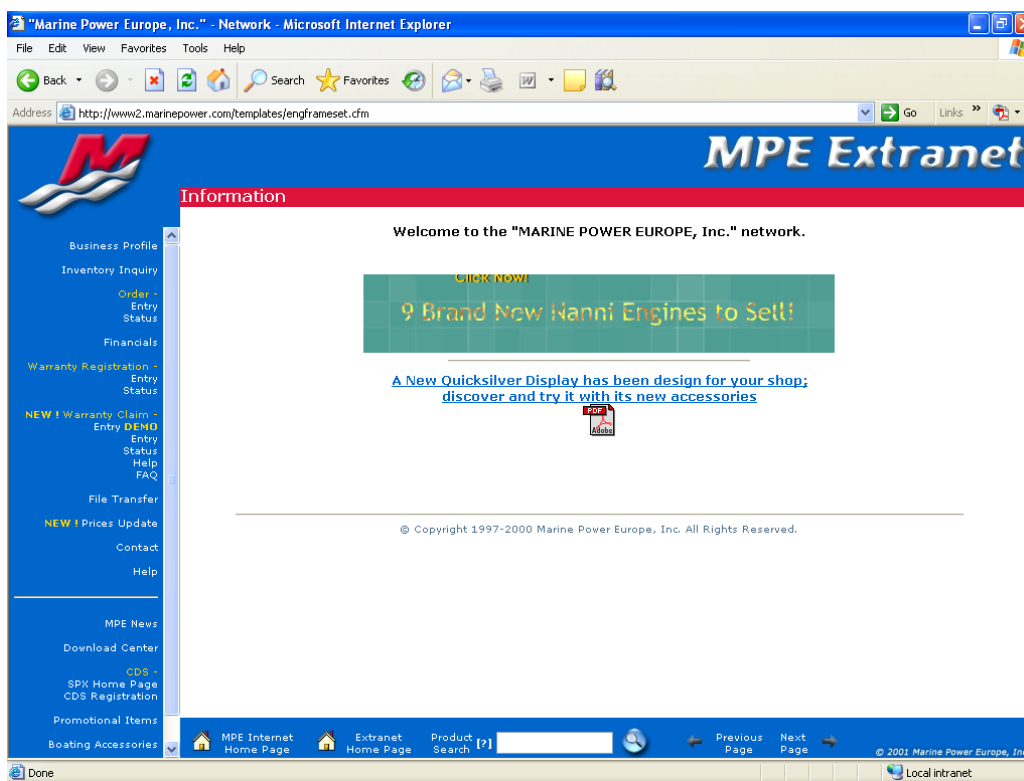 "Marine Power Europe, Inc." - Network - Microsoft Internet Explorer
File Edit View Favorites Tools Help
Back Search Favorites
Address http://www2.marinepower.com/templates/engframeset.cfm Go Links »
MPE Extranet
Information
Business Profile
Inventory Inquiry
Order -
Entry
Status
Financials
Warranty Registration -
Entry
Status
NEW ! Warranty Claim -
Entry DEMO
Entry
Status
Help
FAQ
File Transfer
NEW ! Prices Update
Contact
Help
MPE News
Download Center
CDS -
SPX Home Page
CDS Registration
Promotional Items
Boating Accessories
Welcome to the "MARINE POWER EUROPE, Inc." network.
Click Now!
9 Brand New Nanni Engines to Sell!
A New Quicksilver Display has been design for your shop;
discover and try it with its new accessories
PDF
Adobe
© Copyright 1997-2000 Marine Power Europe, Inc. All Rights Reserved.
MPE Internet
Home Page
Extranet
Home Page
Product
Search [?]
Previous
Page
Next
Page
© 2001 Marine Power Europe, In
Done
Local intranet